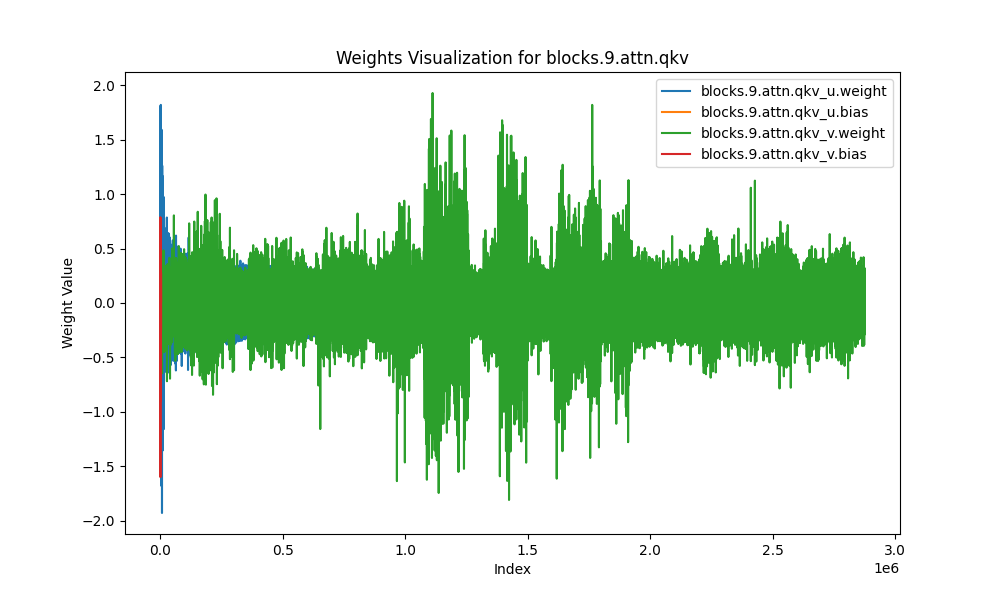 Weights Visualization for blocks.9.attn.qkv
blocks.9.attn.qkv_u.weight
blocks.9.attn.qkv_u.bias
blocks.9.attn.qkv_v.weight
blocks.9.attn.qkv_v.bias
Weight Value
2.0
1.5
1.0
0.5
0.0
−0.5
−1.0
−1.5
−2.0
0.0 0.5 1.0 1.5 2.0 2.5 3.0
1e6
Index